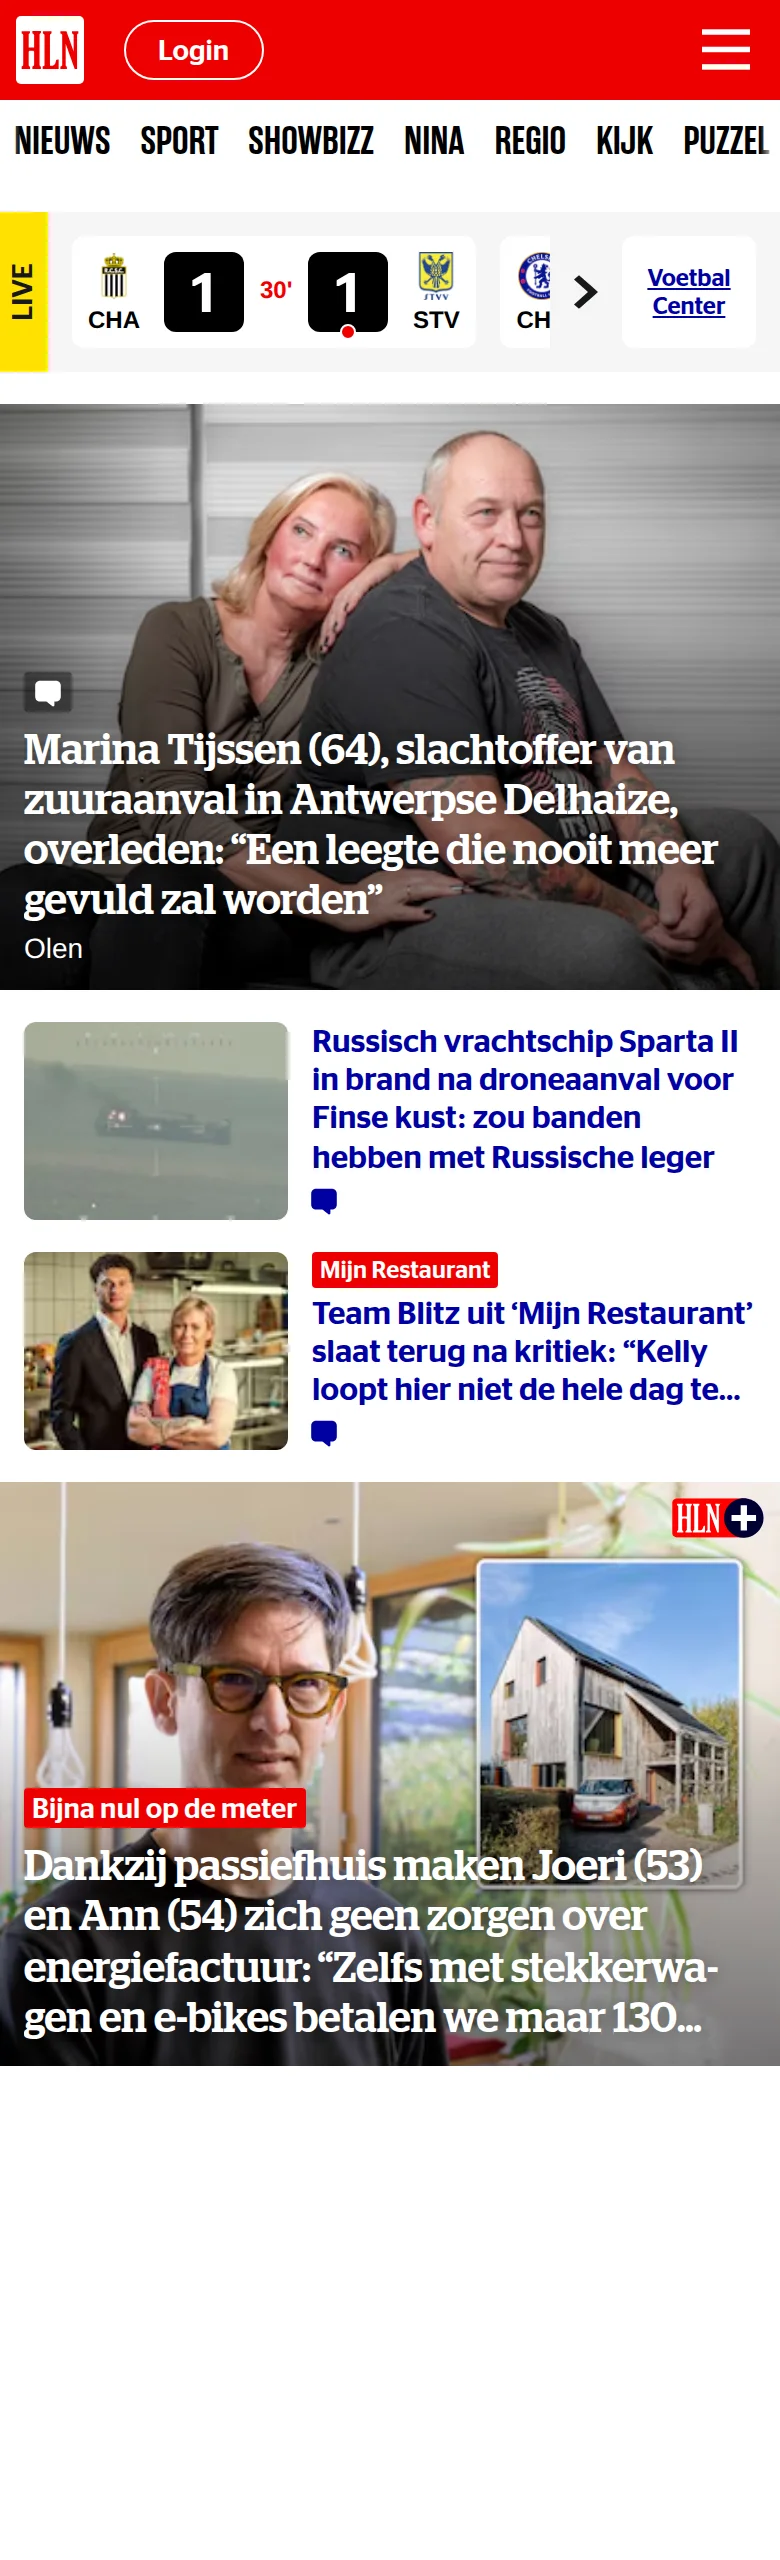 HLN
Login
NIEUWS SPORT SHOWBIZZ NINA REGIO KIJK PUZZEL
LIVE
CHA
1
30'
1
STVV
STV
CHELSEA
CH
Voetbal
Center
Marina Tijssen (64), slachtoffer van
zuuraanval in Antwerpse Delhaize,
overleden: “Een leegte die nooit meer
gevuld zal worden”
Olen
Russisch vrachtschip Sparta II
in brand na droneaanval voor
Finse kust: zou banden
hebben met Russische leger
Mijn Restaurant
Team Blitz uit ‘Mijn Restaurant’
slaat terug na kritiek: “Kelly
loopt hier niet de hele dag te...
HLN+
Bijna nul op de meter
Dankzij passiefhuis maken Joeri (53)
en Ann (54) zich geen zorgen over
energiefactuur: “Zelfs met stekkerwa-
gen en e-bikes betalen we maar 130...